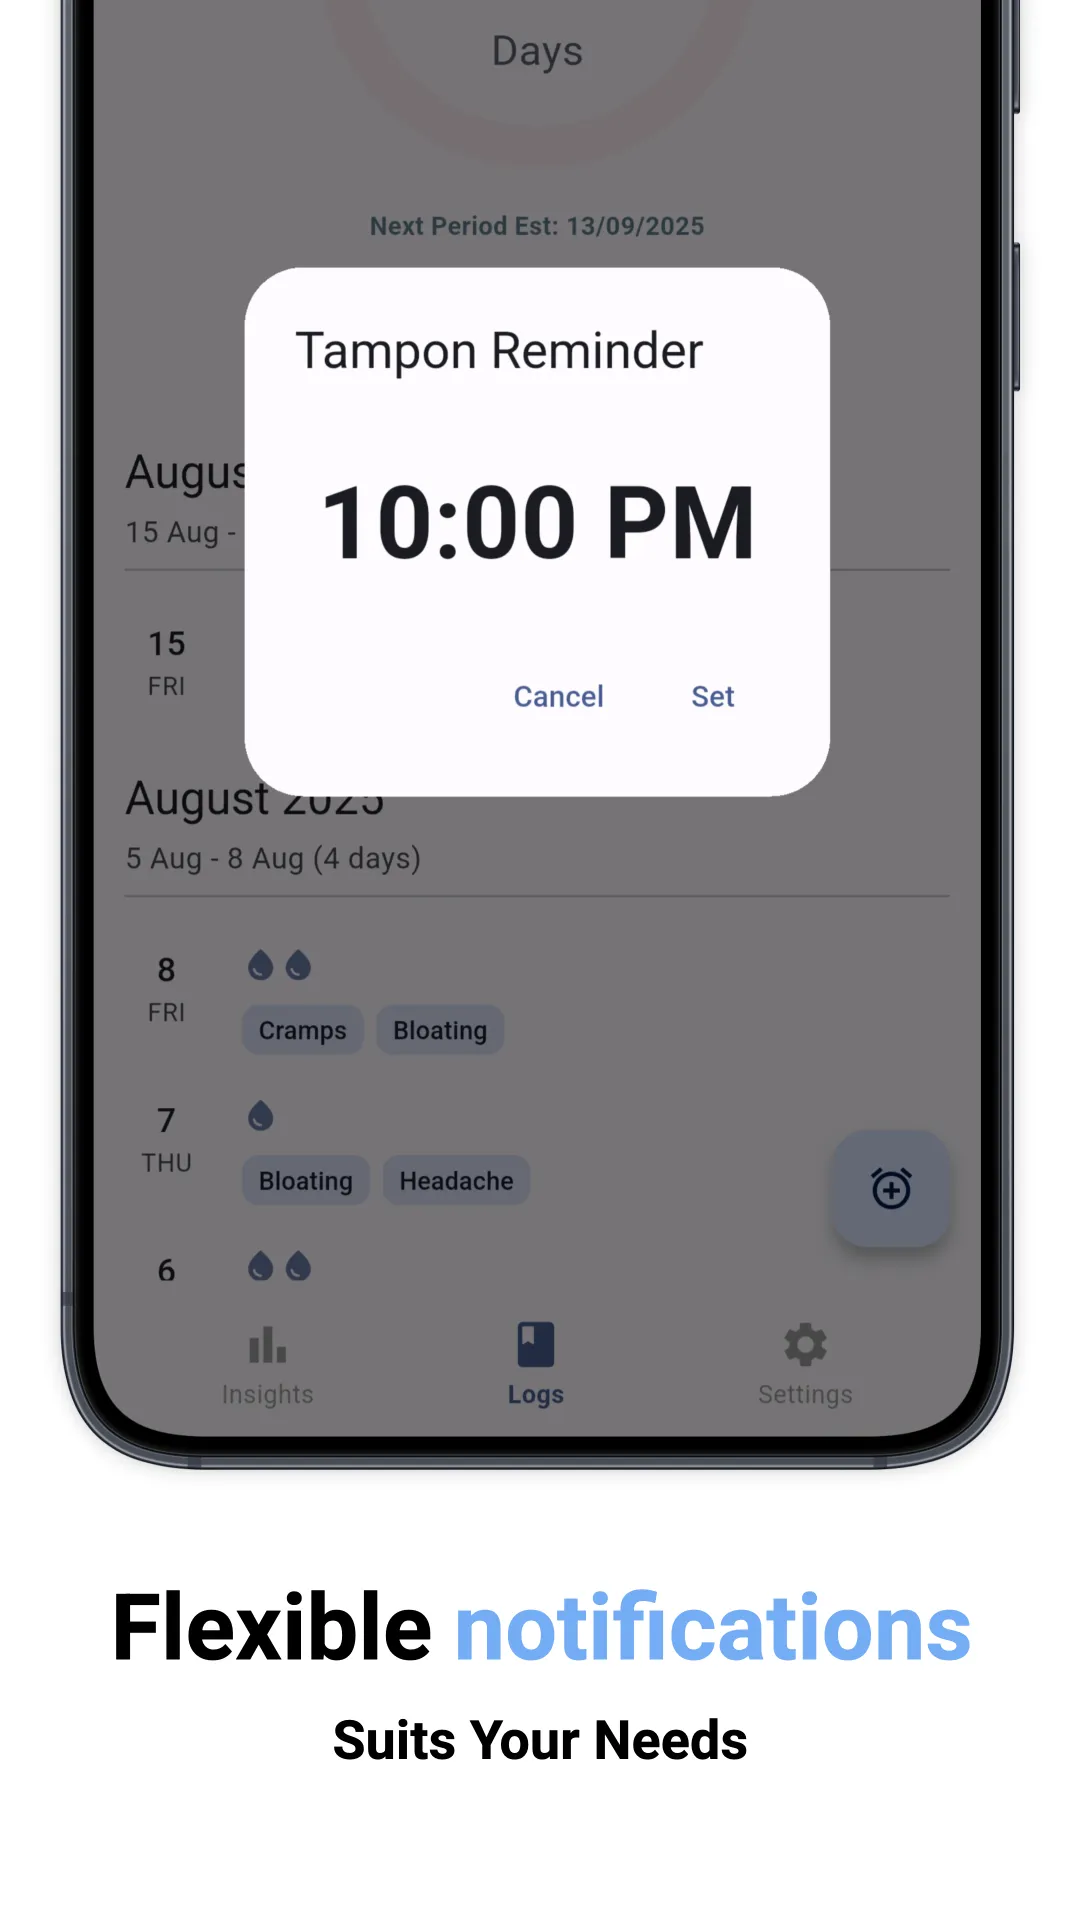 Days
Next Period Est: 13/09/2025
Tampon Reminder
10:00 PM
Cancel Set
15 Aug -
15
FRI
August 2025
5 Aug - 8 Aug (4 days)
8
FRI
Cramps Bloating
7
THU
Bloating Headache
6
Insights Logs Settings
Flexible notifications
Suits Your Needs